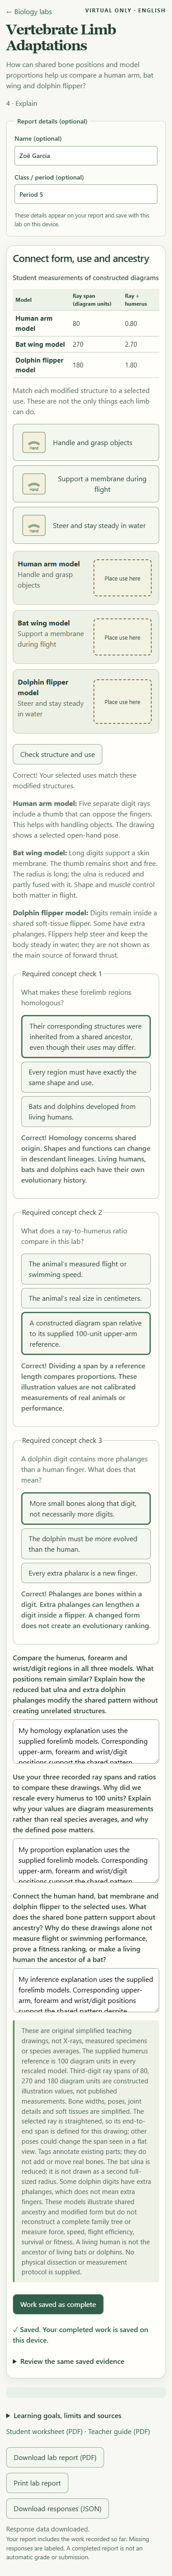 ← Biology labs
VIRTUAL ONLY · ENGLISH
Vertebrate Limb
Adaptations
How can shared bone positions and model
proportions help us compare a human arm, bat
wing and dolphin flipper?
4 · Explain
Report details (optional)
Name (optional)
Zoë García
Class / period (optional)
Period 5
These details appear on your report and save with this
lab on this device.
Connect form, use and ancestry
Student measurements of constructed diagrams
Model
Ray span
(diagram units)
Ray ÷
humerus
Human arm
model
80
0.80
Bat wing model
270
2.70
Dolphin flipper
model
180
1.80
Match each modified structure to a selected
use. These are not the only things each limb
can do.
Handle and grasp objects
Support a membrane during
flight
Steer and stay steady in water
Human arm model
Handle and grasp
objects
Place use here
Bat wing model
Support a membrane
during flight
Place use here
Dolphin flipper
model
Steer and stay steady
in water
Place use here
Check structure and use
Correct! Your selected uses match these
modified structures.
Human arm model: Five separate digit rays
include a thumb that can oppose the fingers.
This helps with handling objects. The drawing
shows a selected open-hand pose.
Bat wing model: Long digits support a skin
membrane. The thumb remains short and free.
The radius is long; the ulna is reduced and
partly fused with it. Shape and muscle control
both matter in flight.
Dolphin flipper model: Digits remain inside a
shared soft-tissue flipper. Some have extra
phalanges. Flippers help steer and keep the
body steady in water; they are not shown as
the main source of forward thrust.
Required concept check 1
What makes these forelimb regions
homologous?
Their corresponding structures were
inherited from a shared ancestor,
even though their uses may differ.
Every region must have exactly the
same shape and use.
Bats and dolphins developed from
living humans.
Correct! Homology concerns shared
origin. Shapes and functions can change
in descendant lineages. Living humans,
bats and dolphins each have their own
evolutionary history.
Required concept check 2
What does a ray-to-humerus ratio
compare in this lab?
The animal's measured flight or
swimming speed.
The animal's real size in centimeters.
A constructed diagram span relative
to its supplied 100-unit upper-arm
reference.
Correct! Dividing a span by a reference
length compares proportions. These
illustration values are not calibrated
measurements of real animals or
performance.
Required concept check 3
A dolphin digit contains more phalanges
than a human finger. What does that
mean?
More small bones along that digit,
not necessarily more digits.
The dolphin must be more evolved
than the human.
Every extra phalanx is a new finger.
Correct! Phalanges are bones within a
digit. Extra phalanges can lengthen a
digit inside a flipper. A changed form
does not create an evolutionary ranking.
Compare the humerus, forearm and
wrist/digit regions in all three models. What
positions remain similar? Explain how the
reduced bat ulna and extra dolphin
phalanges modify the shared pattern without
creating unrelated structures.
My homology explanation uses the
supplied forelimb models. Corresponding
upper-arm, forearm and wrist/digit
positions support the shared pattern
Use your three recorded ray spans and ratios
to compare these drawings. Why did we
rescale every humerus to 100 units? Explain
why your values are diagram measurements
rather than real species averages, and why
the defined pose matters.
My proportion explanation uses the
supplied forelimb models. Corresponding
upper-arm, forearm and wrist/digit
positions support the shared pattern
Connect the human hand, bat membrane and
dolphin flipper to the selected uses. What
does the shared bone pattern support about
ancestry? Why do these drawings alone not
measure flight or swimming performance,
prove a fitness ranking, or make a living
human the ancestor of a bat?
My inference explanation uses the supplied
forelimb models. Corresponding upper-
arm, forearm and wrist/digit positions
support the shared pattern despite
These are original simplified teaching
drawings, not X-rays, measured specimens
or species averages. The supplied humerus
reference is 100 diagram units in every
rescaled model. Third-digit ray spans of 80,
270 and 180 diagram units are constructed
illustration values, not published
measurements. Bone widths, poses, joint
details and soft tissues are simplified. The
selected ray is straightened, so its end-to-
end span is defined for this drawing; other
poses could change the span seen in a flat
view. Tags annotate existing parts; they do
not add or move real bones. The bat ulna is
reduced; it is not drawn as a second full-
sized radius. Some dolphin digits have extra
phalanges, which does not mean extra
fingers. These models illustrate shared
ancestry and modified form but do not
reconstruct a complete family tree or
measure force, speed, flight efficiency,
survival or fitness. A living human is not the
ancestor of living bats or dolphins. No
physical dissection or measurement
protocol is supplied.
Work saved as complete
✓ Saved. Your completed work is saved on
this device.
▶ Review the same saved evidence
▶ Learning goals, limits and sources
Student worksheet (PDF) · Teacher guide (PDF)
Download lab report (PDF)
Print lab report
Download responses (JSON)
Response data downloaded.
Your report includes the work recorded so far. Missing
responses are labeled. A completed report is not an
automatic grade or submission.